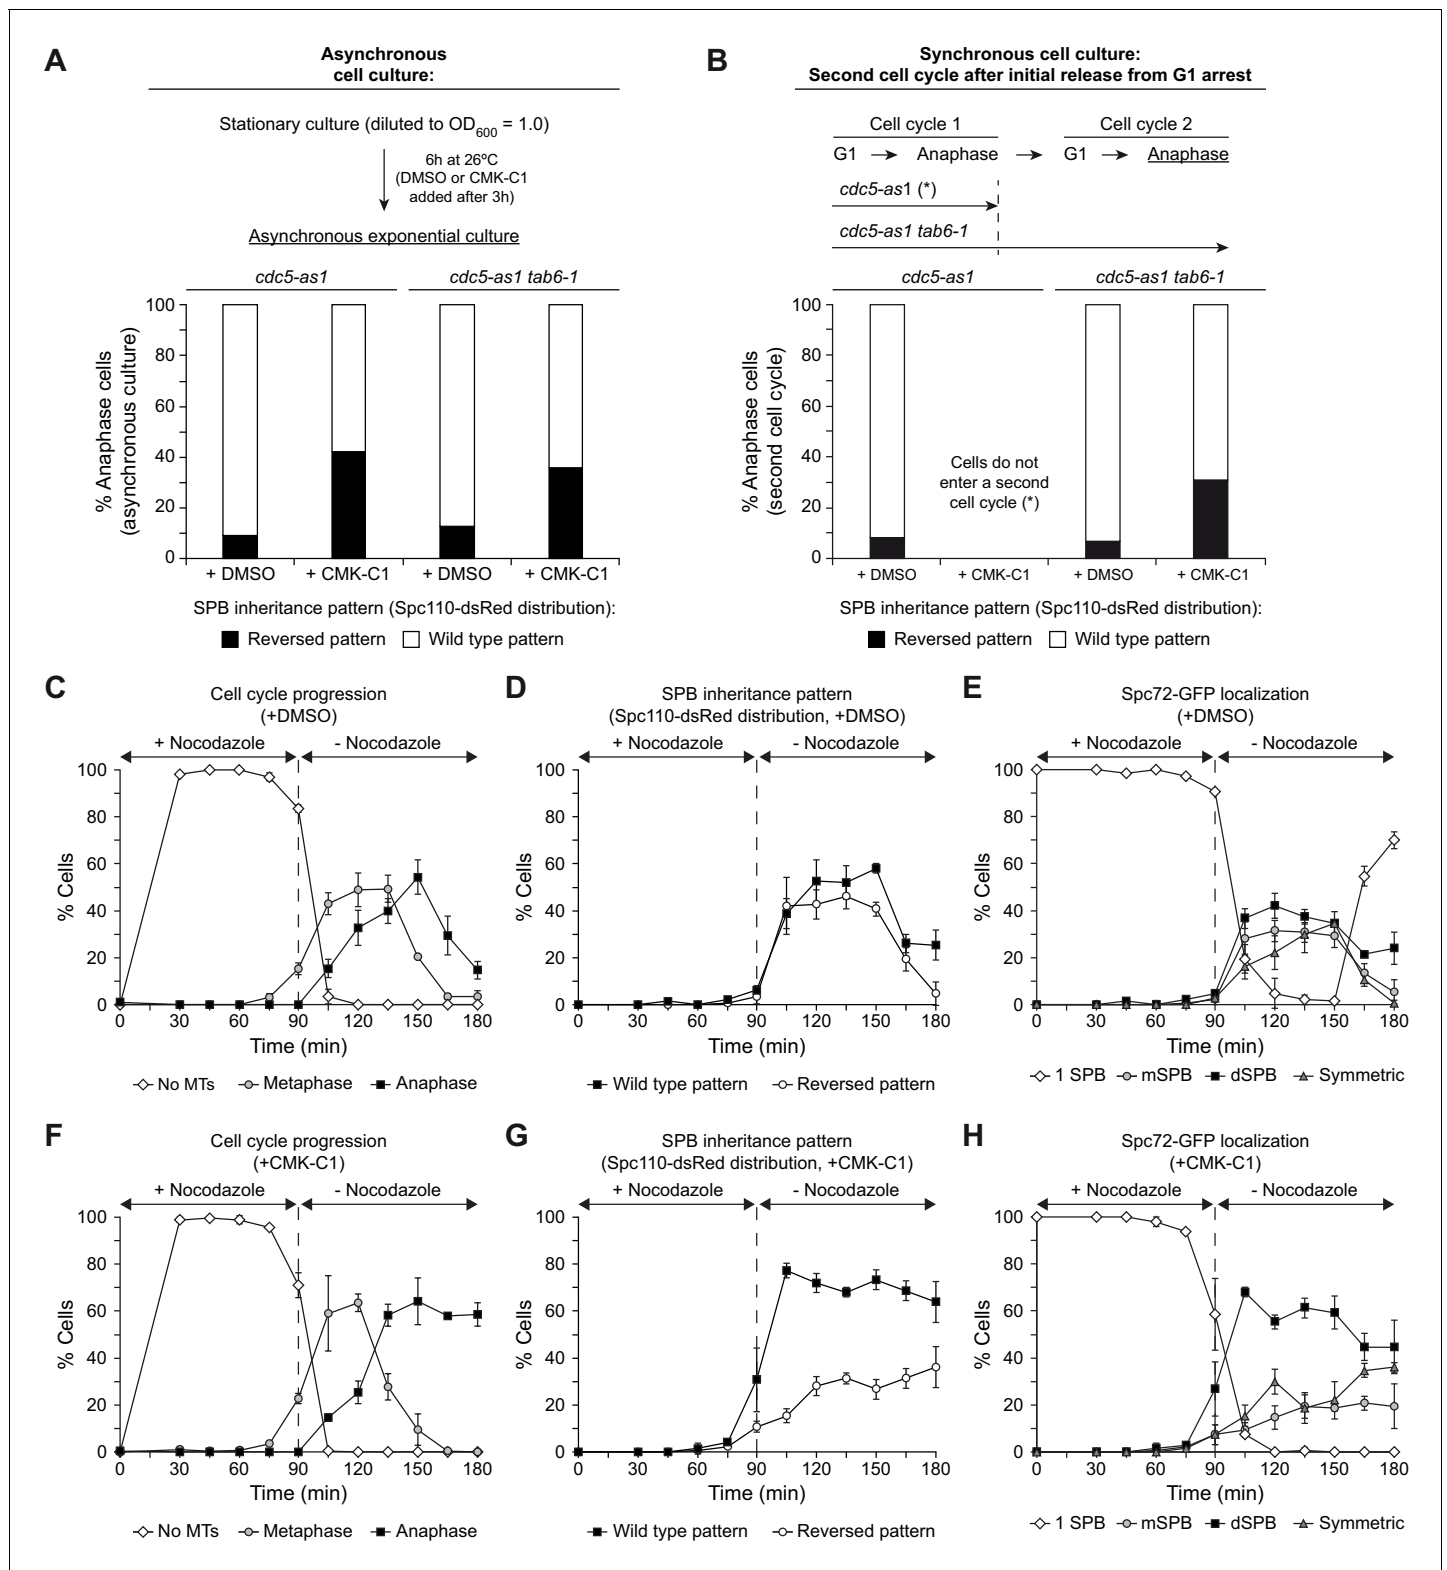 A
Asynchronous
cell culture:
Stationary culture (diluted to OD600 = 1.0)
6h at 26ºC
(DMSO or CMK-C1
added after 3h)
Asynchronous exponential culture
cdc5-as1
cdc5-as1 tab6-1
% Anaphase cells
(asynchronous culture)
100
80
60
40
20
0
+ DMSO
+ CMK-C1
+ DMSO
+ CMK-C1
SPB inheritance pattern (Spc110-dsRed distribution):
Reversed pattern
Wild type pattern
B
Synchronous cell culture:
Second cell cycle after initial release from G1 arrest
Cell cycle 1
Cell cycle 2
G1
Anaphase
G1
Anaphase
cdc5-as1 (*)
cdc5-as1 tab6-1
cdc5-as1
cdc5-as1 tab6-1
% Anaphase cells
(second cell cycle)
100
80
60
40
20
0
Cells do not
enter a second
cell cycle (*)
+ DMSO
+ CMK-C1
+ DMSO
+ CMK-C1
SPB inheritance pattern (Spc110-dsRed distribution):
Reversed pattern
Wild type pattern
C
Cell cycle progression
(+DMSO)
+ Nocodazole
- Nocodazole
% Cells
100
80
60
40
20
0
0 30 60 90 120 150 180
Time (min)
No MTs
Metaphase
Anaphase
D
SPB inheritance pattern
(Spc110-dsRed distribution, +DMSO)
+ Nocodazole
- Nocodazole
% Cells
100
80
60
40
20
0
0 30 60 90 120 150 180
Time (min)
Wild type pattern
Reversed pattern
E
Spc72-GFP localization
(+DMSO)
+ Nocodazole
- Nocodazole
% Cells
100
80
60
40
20
0
0 30 60 90 120 150 180
Time (min)
1 SPB
mSPB
dSPB
Symmetric
F
Cell cycle progression
(+CMK-C1)
+ Nocodazole
- Nocodazole
% Cells
100
80
60
40
20
0
0 30 60 90 120 150 180
Time (min)
No MTs
Metaphase
Anaphase
G
SPB inheritance pattern
(Spc110-dsRed distribution, +CMK-C1)
+ Nocodazole
- Nocodazole
% Cells
100
80
60
40
20
0
0 30 60 90 120 150 180
Time (min)
Wild type pattern
Reversed pattern
H
Spc72-GFP localization
(+CMK-C1)
+ Nocodazole
- Nocodazole
% Cells
100
80
60
40
20
0
0 30 60 90 120 150 180
Time (min)
1 SPB
mSPB
dSPB
Symmetric